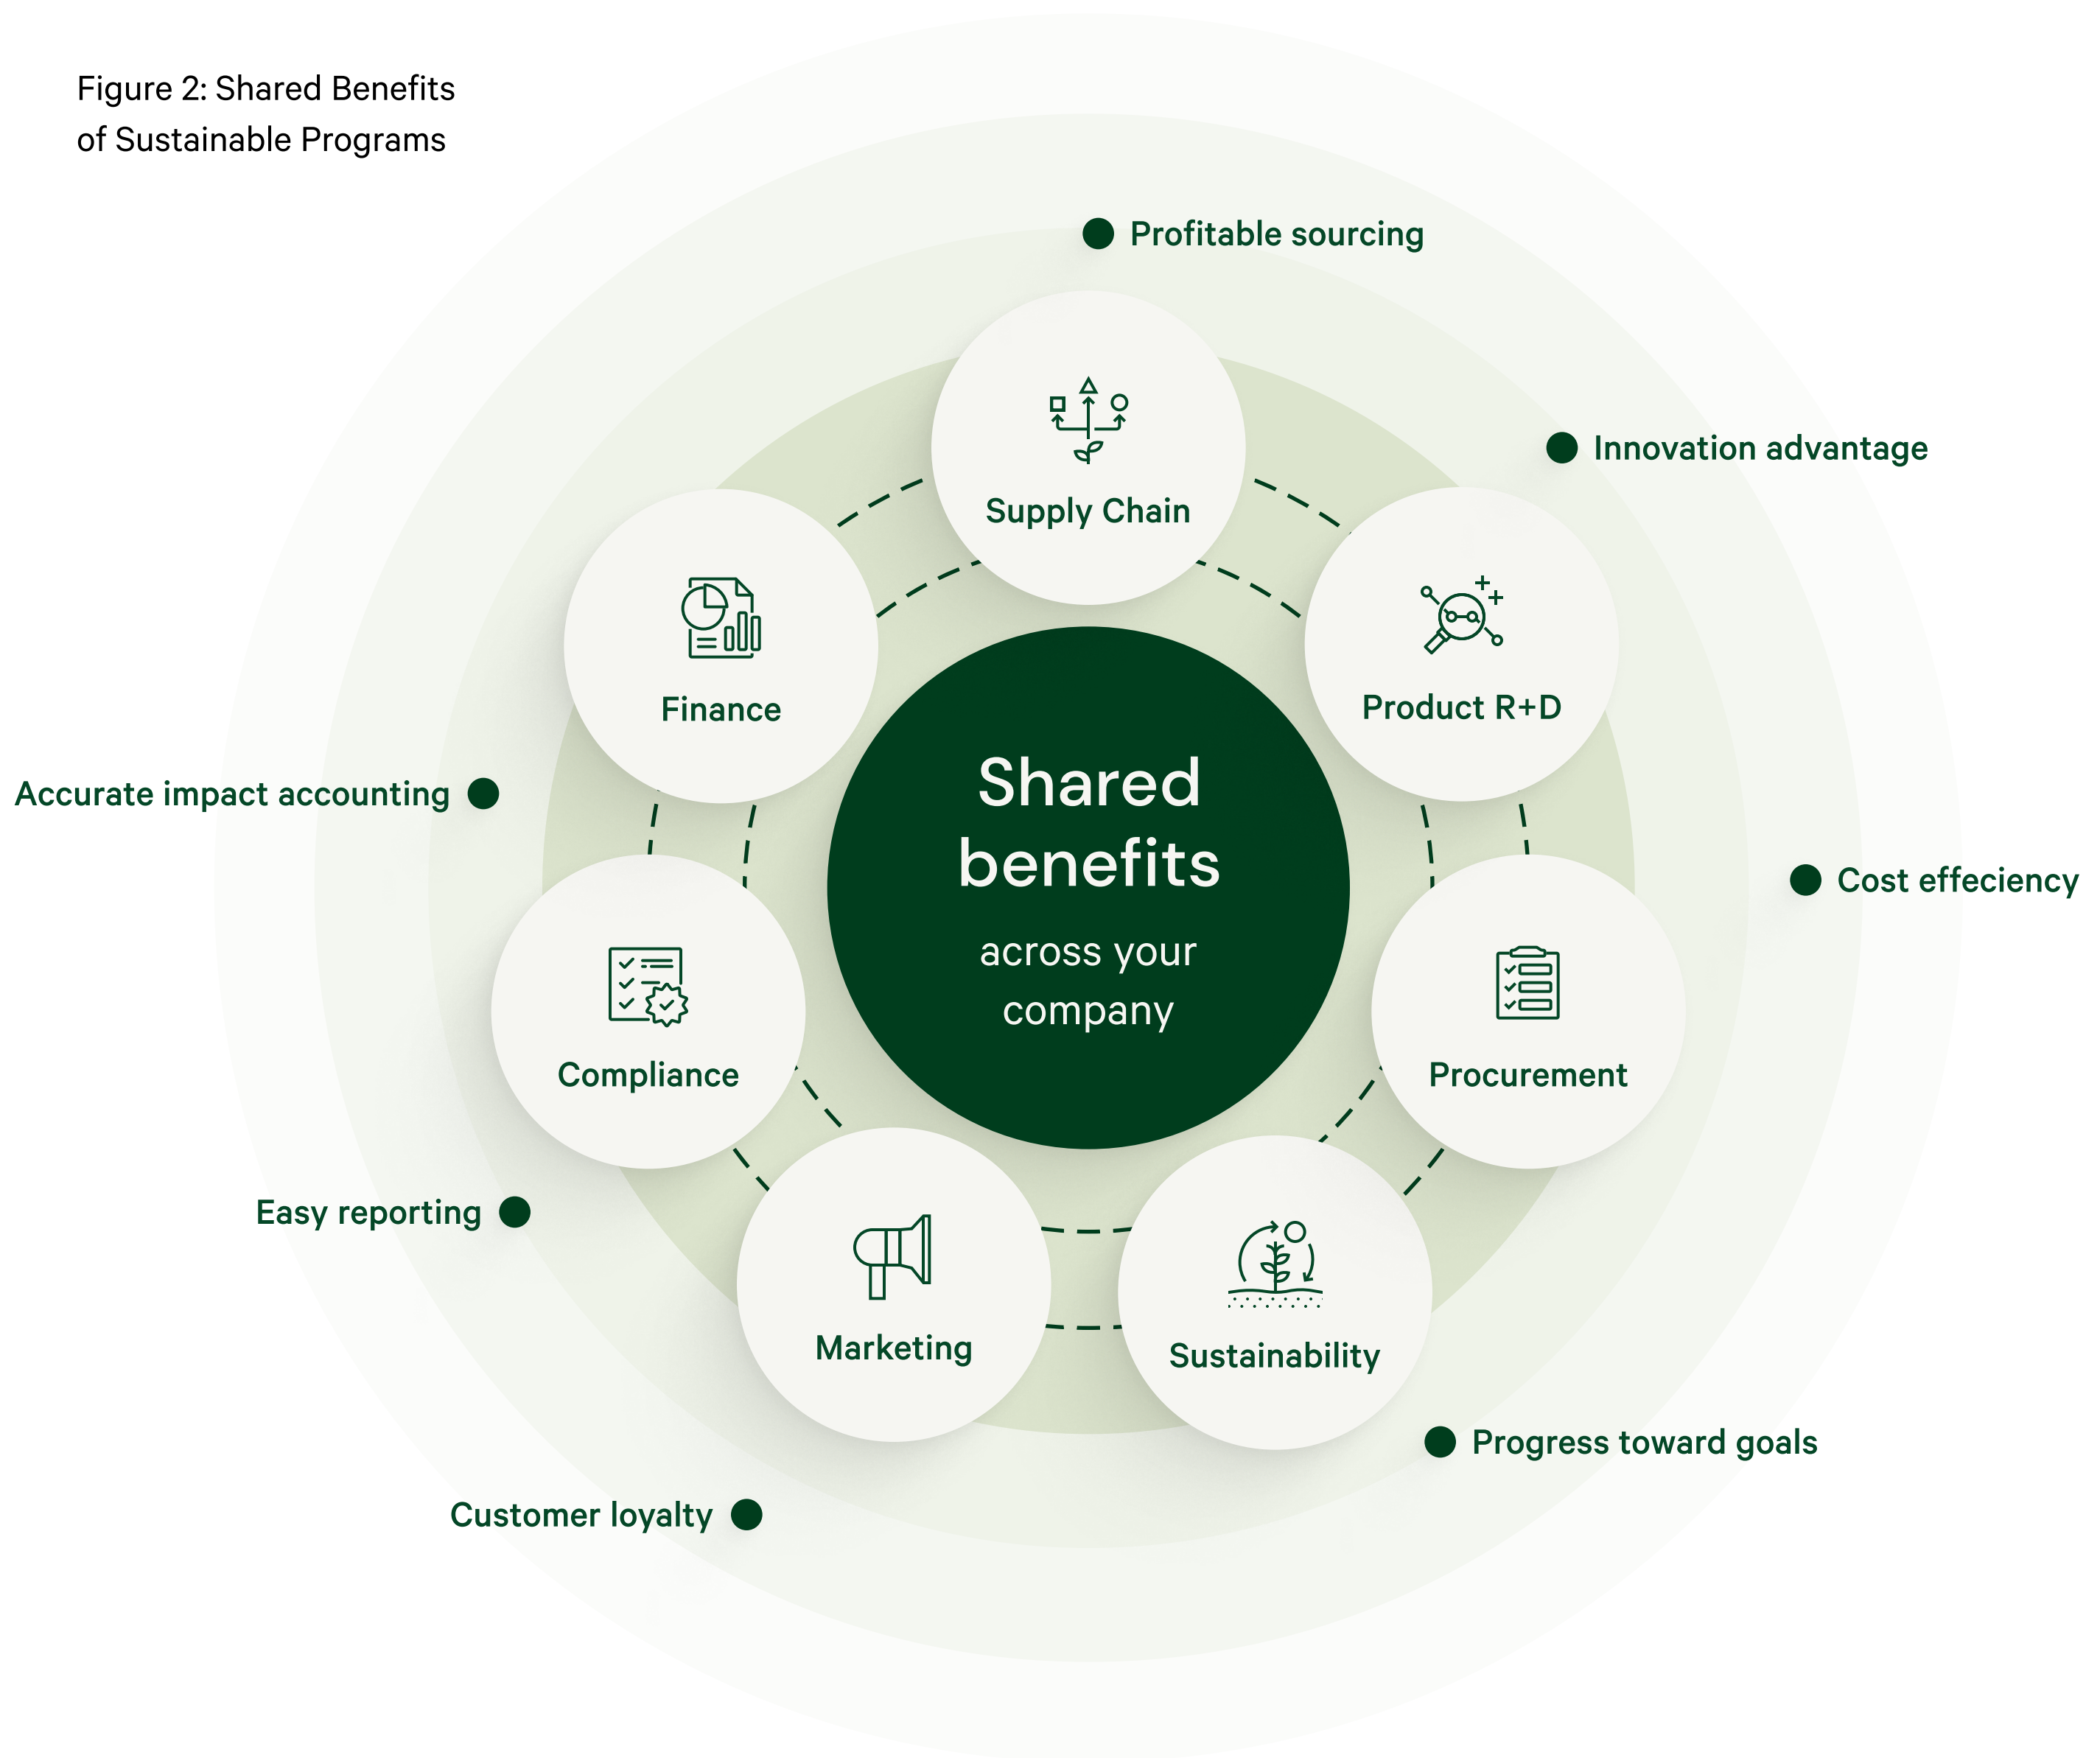 Figure 2: Shared Benefits
of Sustainable Programs
Profitable sourcing
Innovation advantage
Supply Chain
Finance
Product R+D
Shared
benefits
across your
company
Accurate impact accounting
Cost effeciency
Compliance
Procurement
Easy reporting
Marketing
Sustainability
Progress toward goals
Customer loyalty